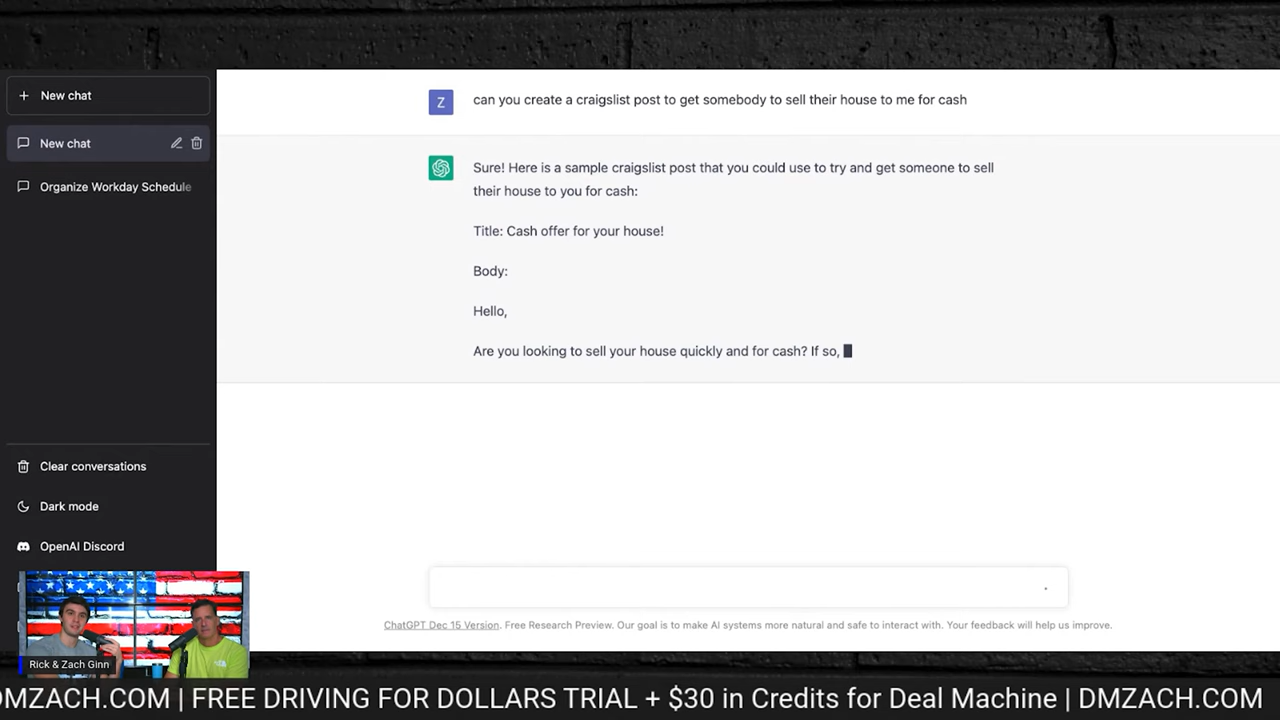 New chat
New chat
Organize Workday Schedule
Clear conversations
Dark mode
OpenAI Discord
Z
can you create a craigslist post to get somebody to sell their house to me for cash
Sure! Here is a sample craigslist post that you could use to try and get someone to sell
their house to you for cash:
Title: Cash offer for your house!
Body:
Hello,
Are you looking to sell your house quickly and for cash? If so,
ChatGPT Dec 15 Version. Free Research Preview. Our goal is to make AI systems more natural and safe to interact with. Your feedback will help us improve.
Rick & Zach Ginn
DMZACH.COM | FREE DRIVING FOR DOLLARS TRIAL + $30 in Credits for Deal Machine | DMZACH.COM